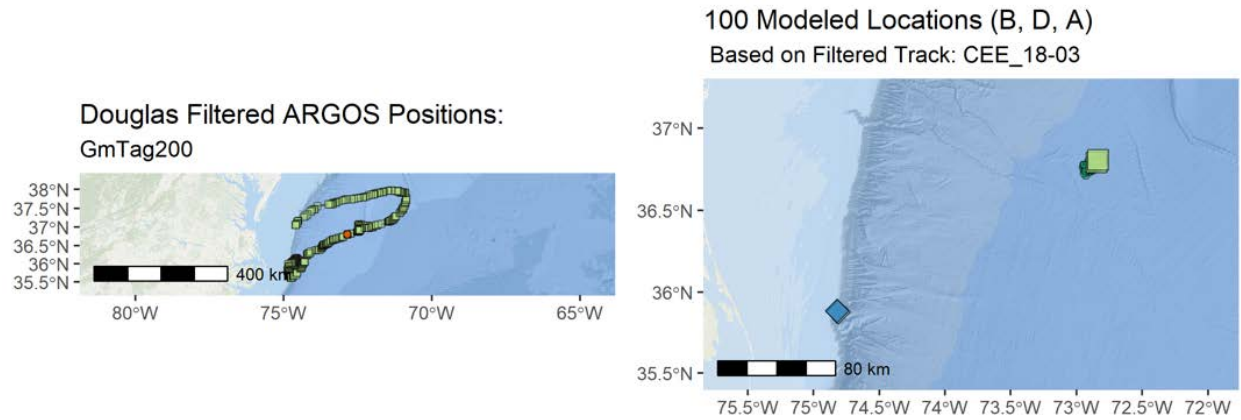 Douglas Filtered ARGOS Positions:
GmTag200
38°N
37.5°N
37°N
36.5°N
36°N
35.5°N
400 km
80°W
75°W
70°W
65°W
100 Modeled Locations (B, D, A)
Based on Filtered Track: CEE_18-03
37°N
36.5°N
36°N
35.5°N
80 km
75.5°W
75°W
74.5°W
74°W
73.5°W
73°W
72.5°W
72°W